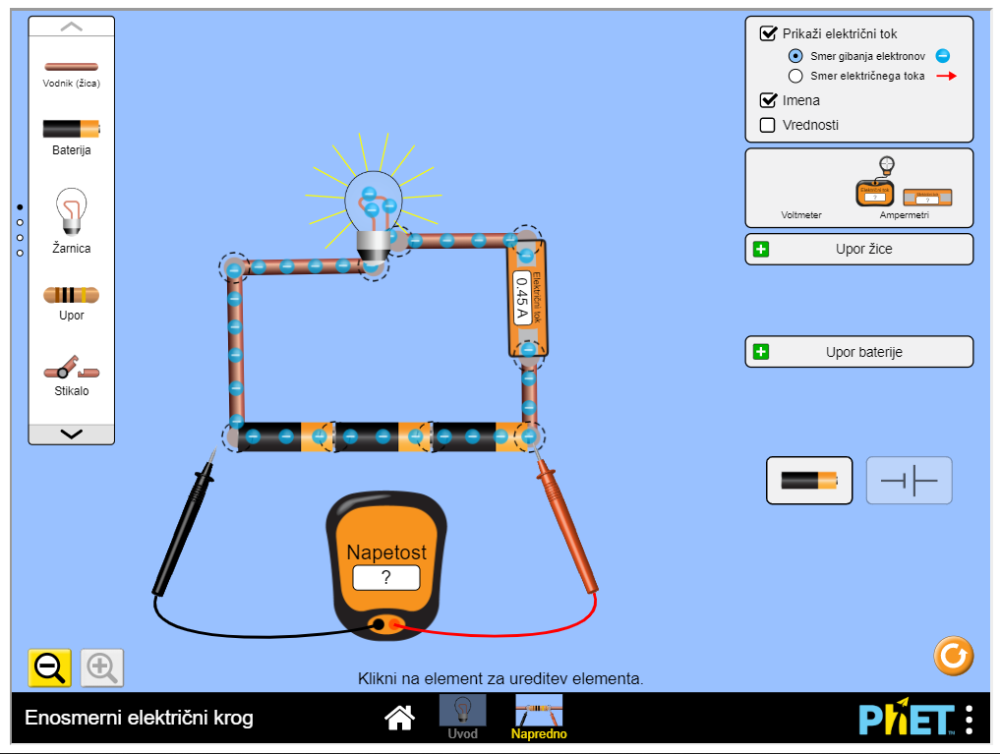 Vodnik (žica)
Baterija
Žarnica
Upor
Stikalo
Prikaži električni tok
Smer gibanja elektronov
Smer električnega toka
Imena
Vrednosti
Električni tok
?
?
Voltmeter
Ampermetri
Upor žice
Električni tok
0.45 A
Upor baterije
Napetost
?
Klikni na element za ureditev elementa.
Enosmerni električni krog
Uvod
Napredno
PhET